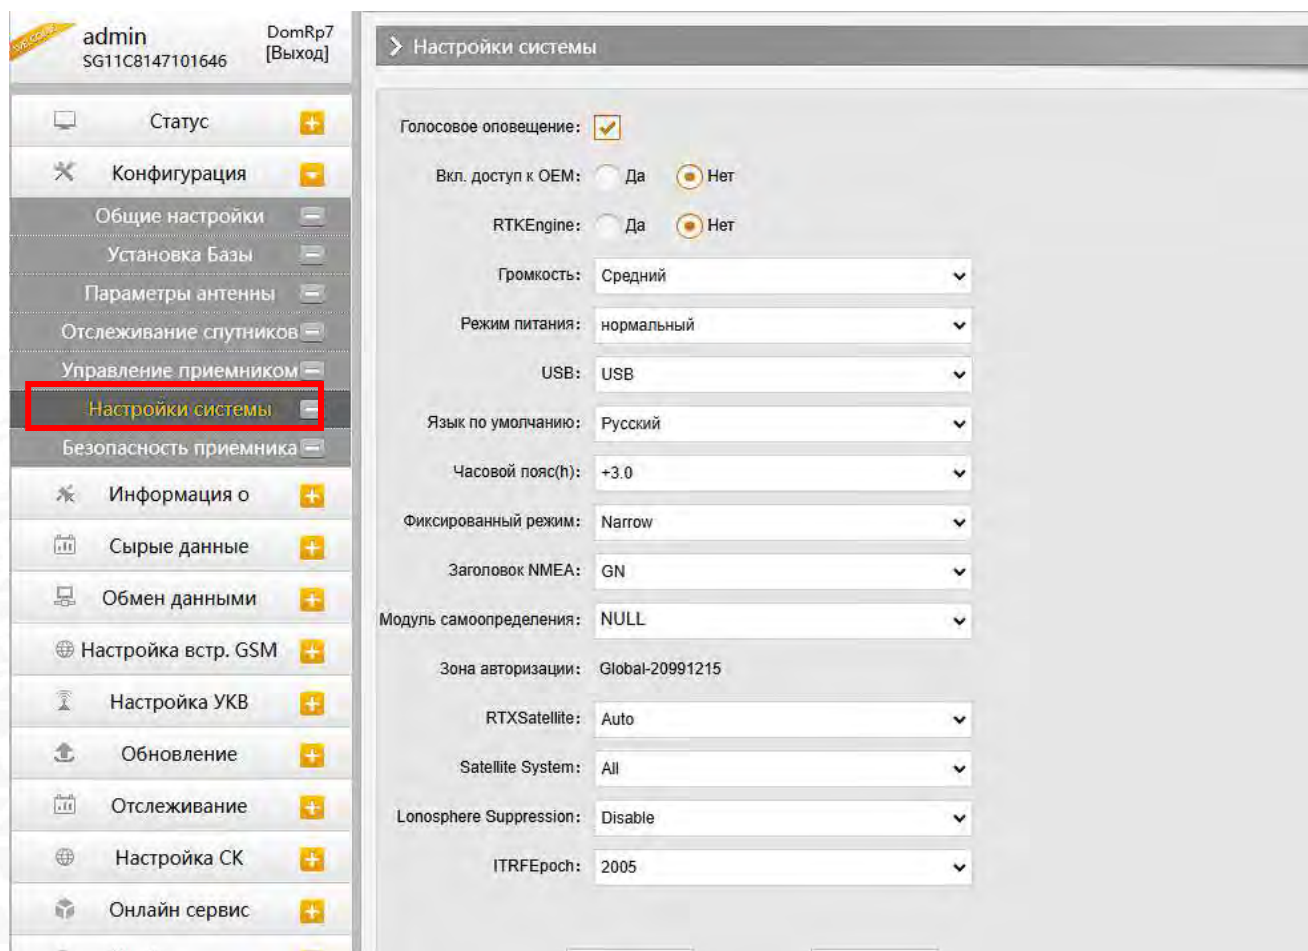 WELCOME
admin
DomRp7
SG11C8147101646
[Выход]
Статус
Конфигурация
Общие настройки
Установка Базы
Параметры антенны
Отслеживание спутников
Управление приемником
Настройки системы
Безопасность приемника
Информация о
Сырые данные
Обмен данными
Настройка встр. GSM
Настройка УКВ
Обновление
Отслеживание
Настройка СК
Онлайн сервис
Настройки системы
Голосовое оповещение:
Вкл. доступ к OEM: Да Нет
RTKEngine: Да Нет
Громкость: Средний
Режим питания: нормальный
USB: USB
Язык по умолчанию: Русский
Часовой пояс(h): +3.0
Фиксированный режим: Narrow
Заголовок NMEA: GN
Модуль самоопределения: NULL
Зона авторизации: Global-20991215
RTXSatellite: Auto
Satellite System: All
Lonosphere Suppression: Disable
ITRFEpoch: 2005